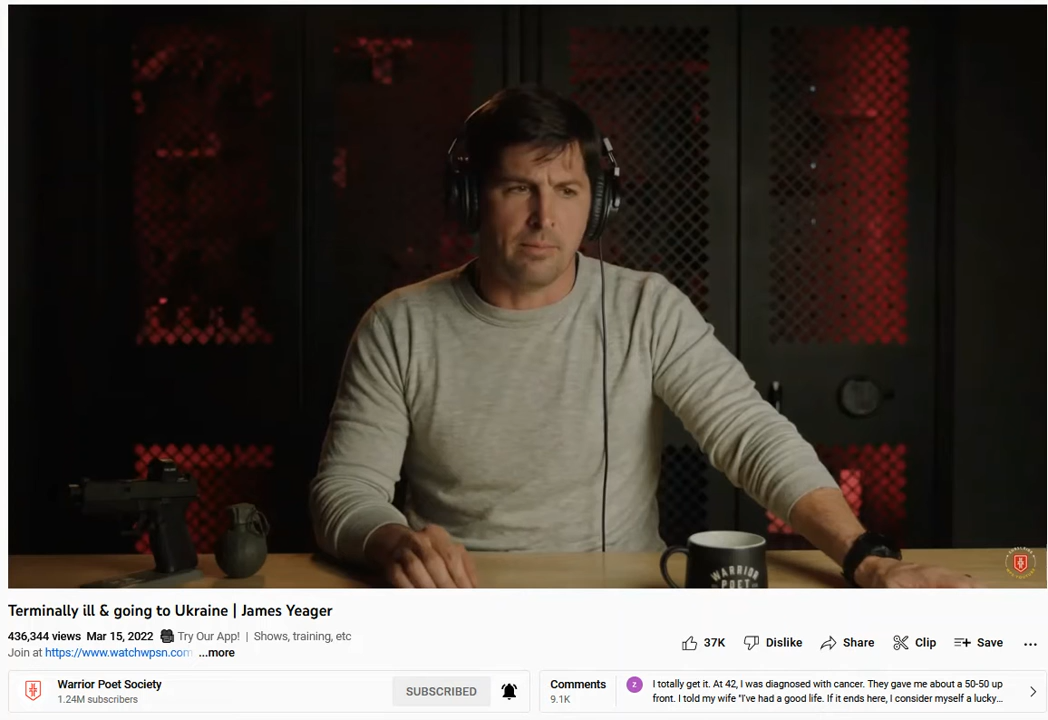 WARRIOR
POET
SUBSCRIBE
Terminally ill & going to Ukraine | James Yeager
436,344 views Mar 15, 2022 Try Our App! | Shows, training, etc
Join at https://www.watchwpsn.com ...more
37K Dislike Share Clip Save ...
Warrior Poet Society
1.24M subscribers
SUBSCRIBED
Comments
9.1K
Z
I totally get it. At 42, I was diagnosed with cancer. They gave me about a 50-50 up
front. I told my wife "I've had a good life. If it ends here, I consider myself a lucky...